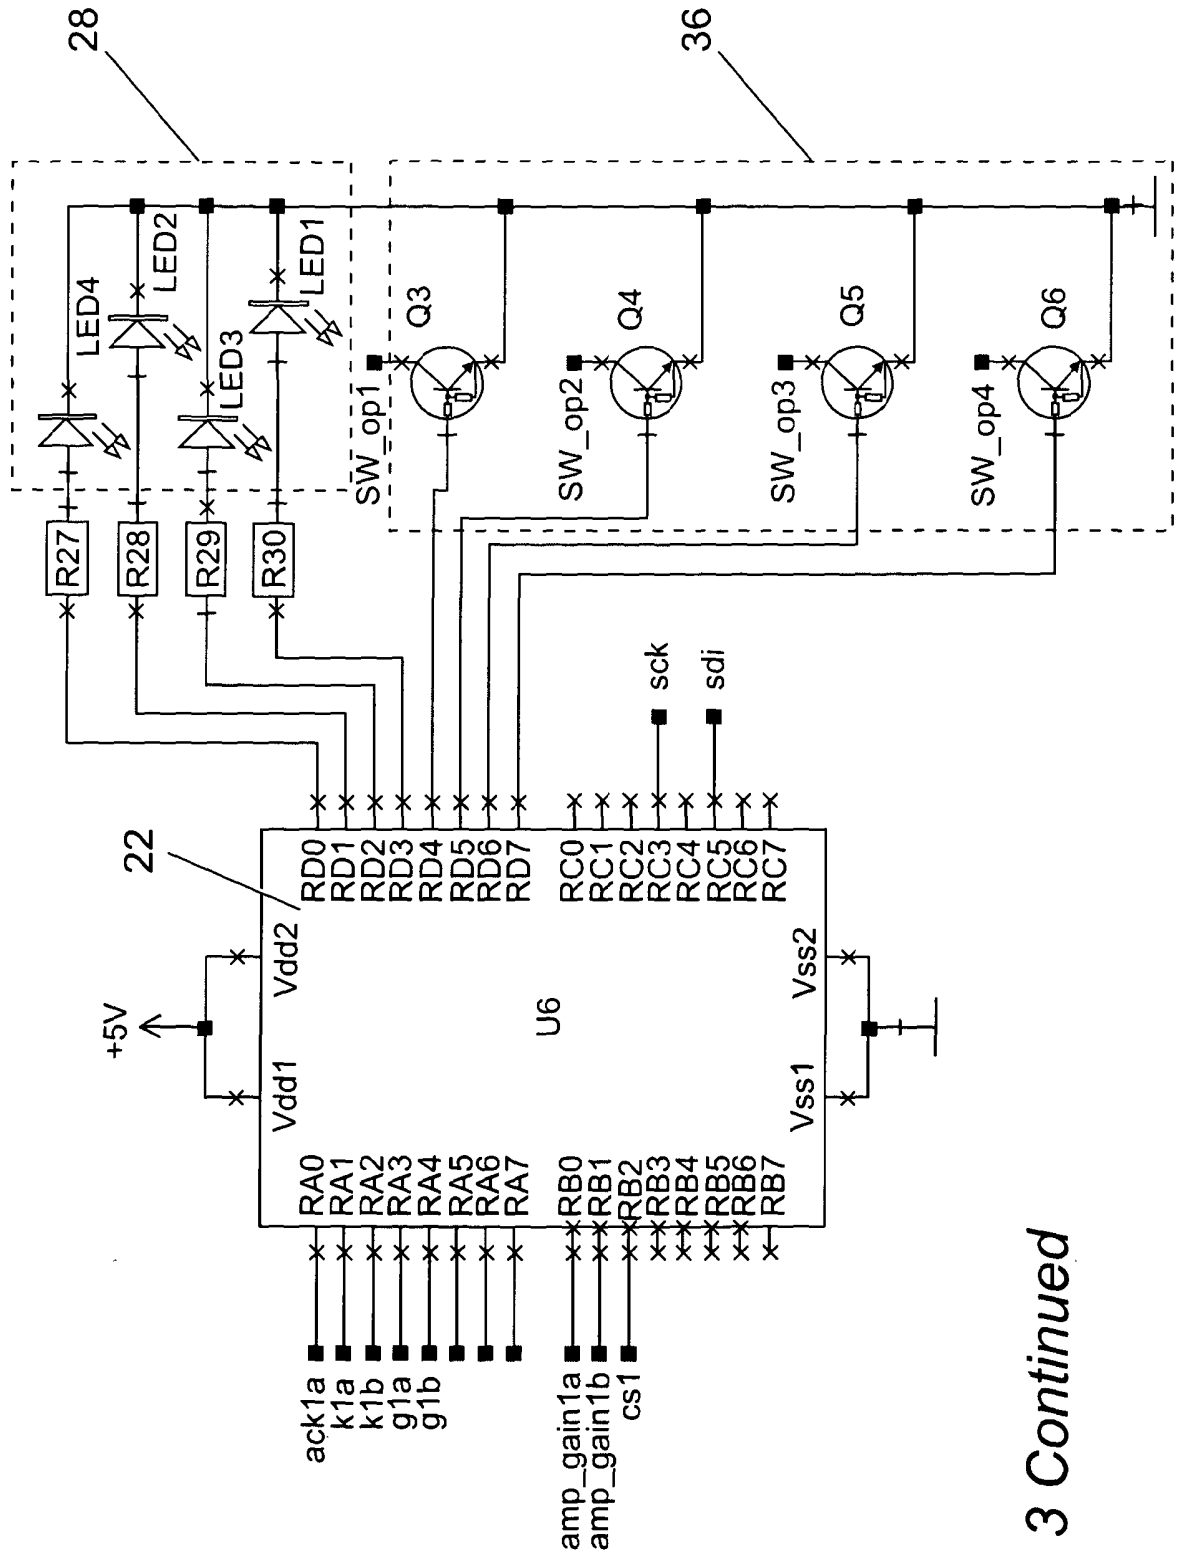 28
36
LED4
LED2
LED3
LED1
R27
R28
R29
R30
SW_op1
Q3
SW_op2
Q4
SW_op3
Q5
SW_op4
Q6
sck
sdi
22
+5V
Vdd1
Vdd2
U6
Vss1
Vss2
RD0
RD1
RD2
RD3
RD4
RD5
RD6
RD7
RC0
RC1
RC2
RC3
RC4
RC5
RC6
RC7
RA0
RA1
RA2
RA3
RA4
RA5
RA6
RA7
RB0
RB1
RB2
RB3
RB4
RB5
RB6
RB7
ack1a
k1a
k1b
g1a
g1b
amp_gain1a
amp_gain1b
cs1
3 Continued